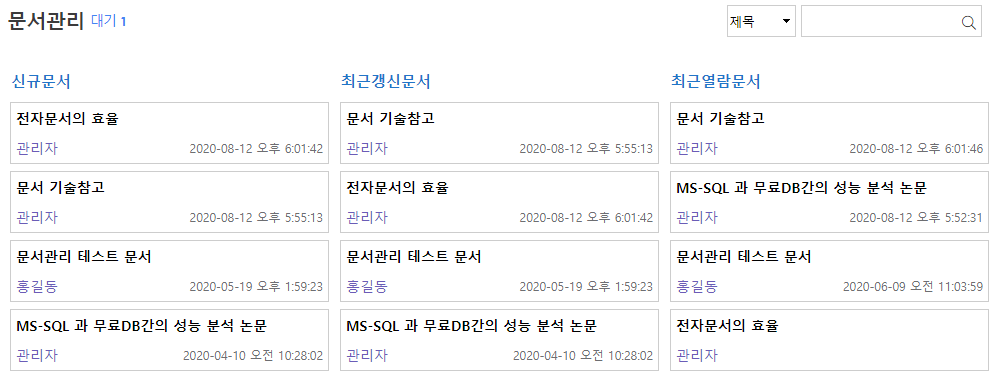 문서관리 대기 1
제목
신규문서
전자문서의 효율
관리자 2020-08-12 오후 6:01:42
문서 기술참고
관리자 2020-08-12 오후 5:55:13
문서관리 테스트 문서
홍길동 2020-05-19 오후 1:59:23
MS-SQL 과 무료DB간의 성능 분석 논문
관리자 2020-04-10 오전 10:28:02
최근갱신문서
문서 기술참고
관리자 2020-08-12 오후 5:55:13
전자문서의 효율
관리자 2020-08-12 오후 6:01:42
문서관리 테스트 문서
홍길동 2020-05-19 오후 1:59:23
MS-SQL 과 무료DB간의 성능 분석 논문
관리자 2020-04-10 오전 10:28:02
최근열람문서
문서 기술참고
관리자 2020-08-12 오후 6:01:46
MS-SQL 과 무료DB간의 성능 분석 논문
관리자 2020-08-12 오후 5:52:31
문서관리 테스트 문서
홍길동 2020-06-09 오전 11:03:59
전자문서의 효율
관리자